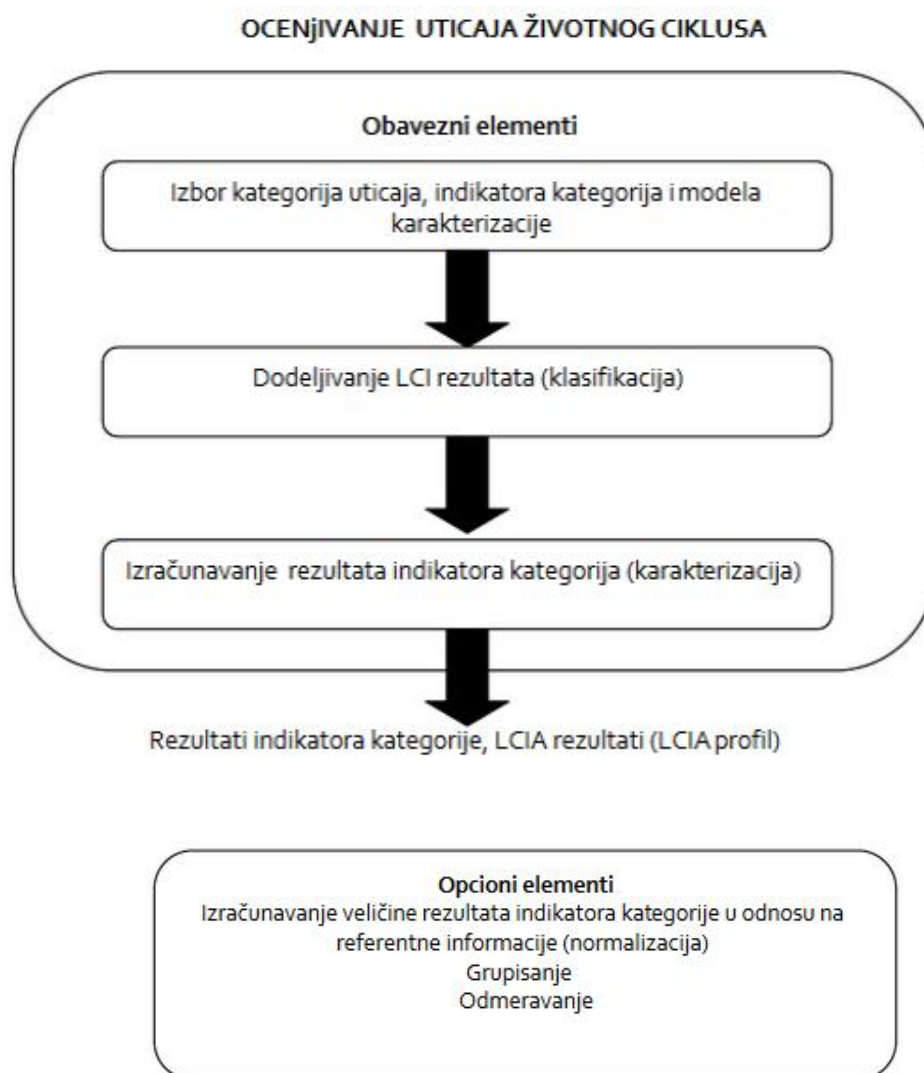 OCENjIVANJE UTICAJA ŽIVOTNOG CIKLUSA
Obavezni elementi
Izbor kategorija uticaja, indikatora kategorija i modela
karakterizacije
Dodeljivanje LCI rezultata (klasifikacija)
Izračunavanje rezultata indikatora kategorija (karakterizacija)
Rezultati indikatora kategorije, LCIA rezultati (LCIA profil)
Opcioni elementi
Izračunavanje veličine rezultata indikatora kategorije u odnosu na
referentne informacije (normalizacija)
Grupisanje
Odmeravanje